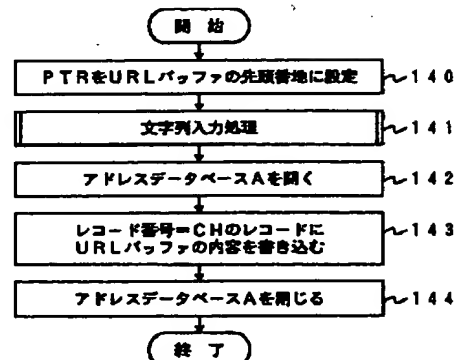 開始
PTRをURLバッファの先頭番地に設定 140
文字列入力処理 141
アドレスデータベースAを開く 142
レコード番号=CHのレコードに
URLバッファの内容を書き込む 143
アドレスデータベースAを閉じる 144
終了